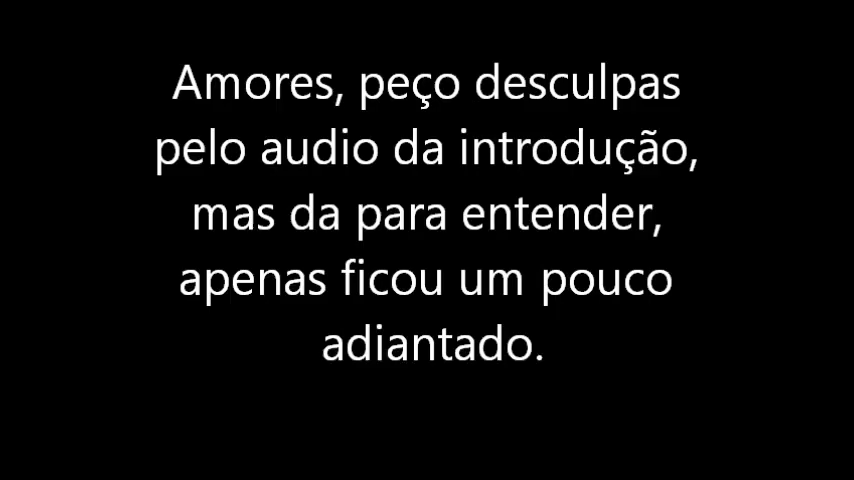 Amores, peço desculpas
pelo audio da introdução,
mas da para entender,
apenas ficou um pouco
adiantado.